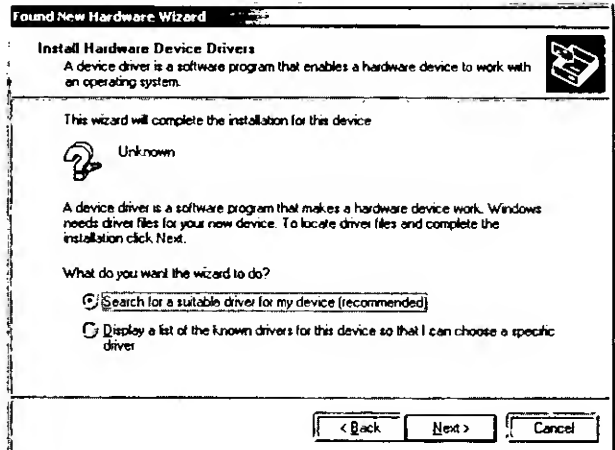 Found New Hardware Wizard
Install Hardware Device Drivers
A device driver is a software program that enables a hardware device to work with
an operating system.
This wizard will complete the installation for this device
Unknown
A device driver is a software program that makes a hardware device work. Windows
needs driver files for your new device. To locate driver files and complete the
installation click Next.
What do you want the wizard to do?
Search for a suitable driver for my device (recommended)
Display a list of the known drivers for this device so that I can choose a specific
driver
< Back Next > Cancel